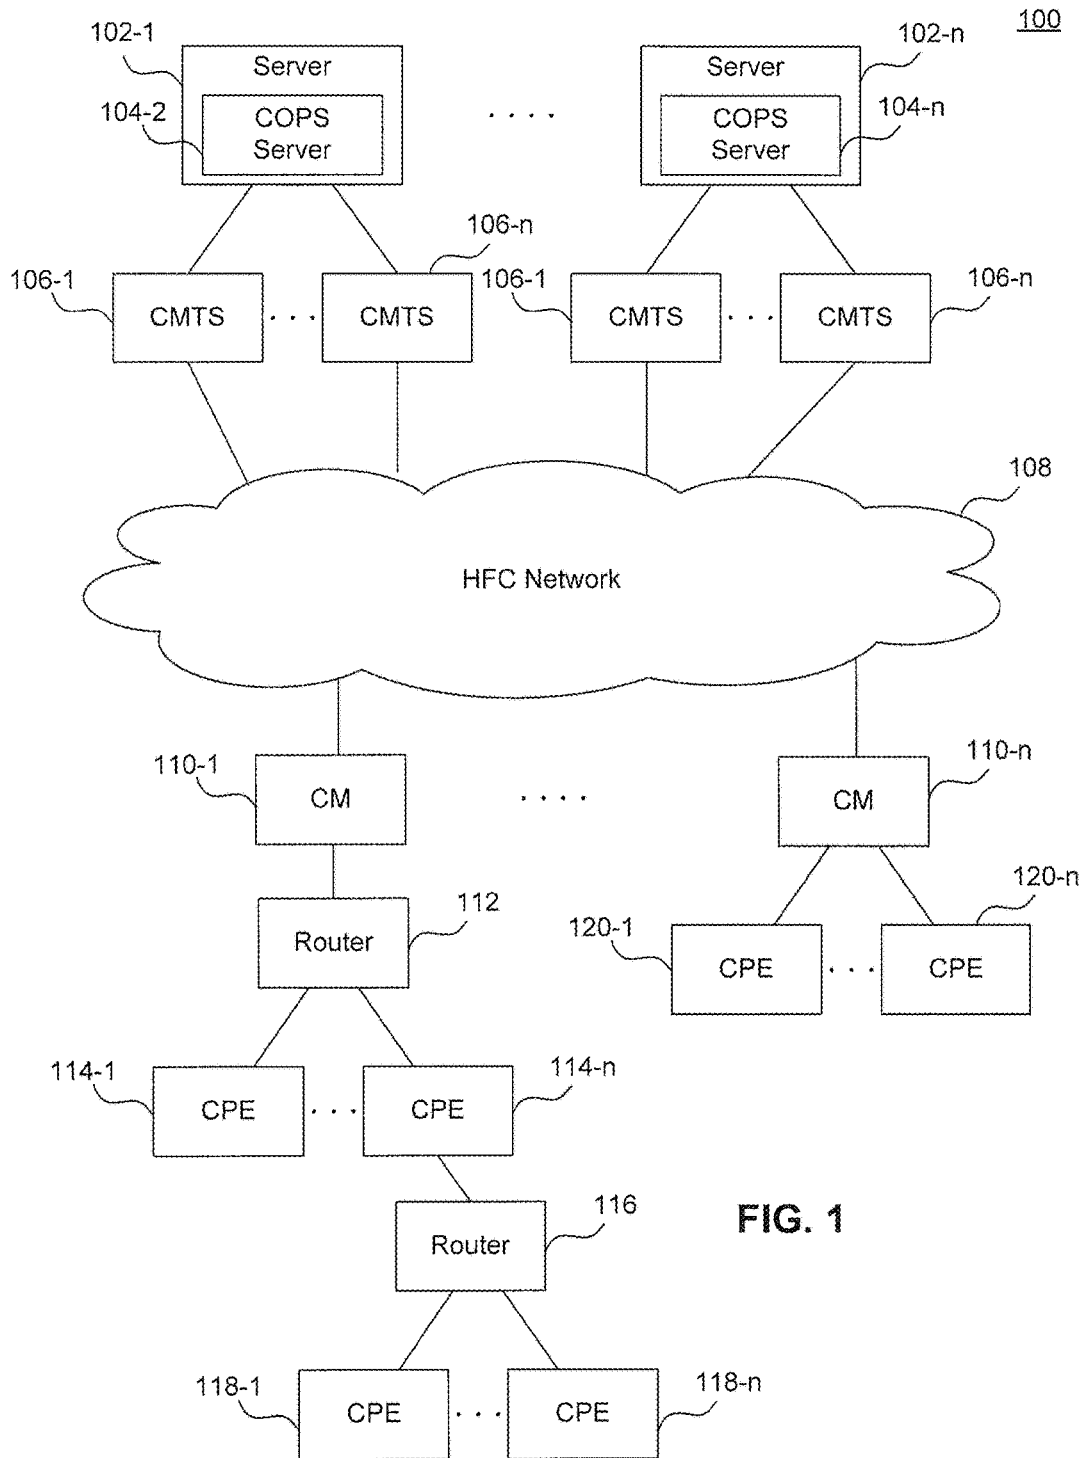 100
102-1
Server
104-2
COPS
Server
. . . .
102-n
Server
104-n
COPS
Server
106-1
CMTS
. . .
106-n
CMTS
106-1
CMTS
. . .
106-n
CMTS
108
HFC Network
110-1
CM
. . . .
110-n
CM
112
Router
120-1
CPE
. . .
120-n
CPE
114-1
CPE
. . .
114-n
CPE
116
Router
FIG. 1
118-1
CPE
. . .
118-n
CPE